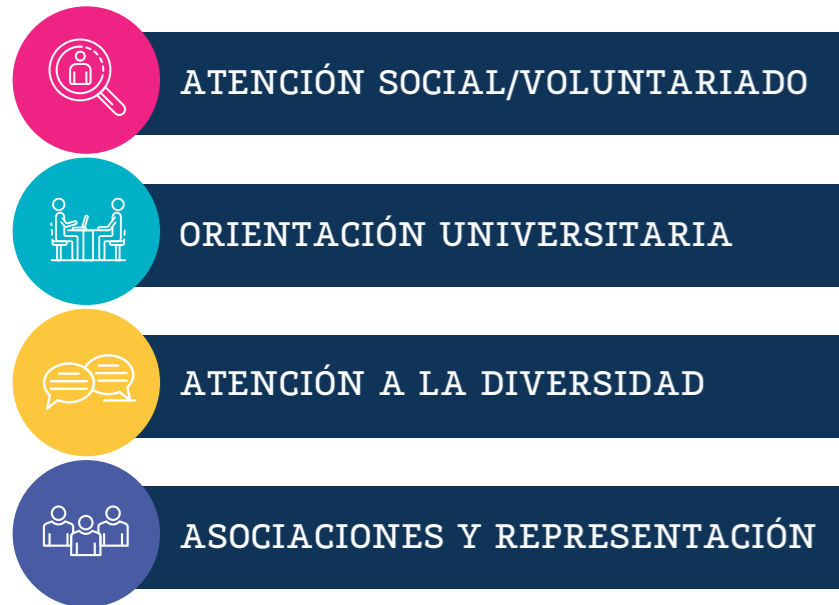 ATENCIÓN SOCIAL/VOLUNTARIADO
ORIENTACIÓN UNIVERSITARIA
ATENCIÓN A LA DIVERSIDAD
ASOCIACIONES Y REPRESENTACIÓN